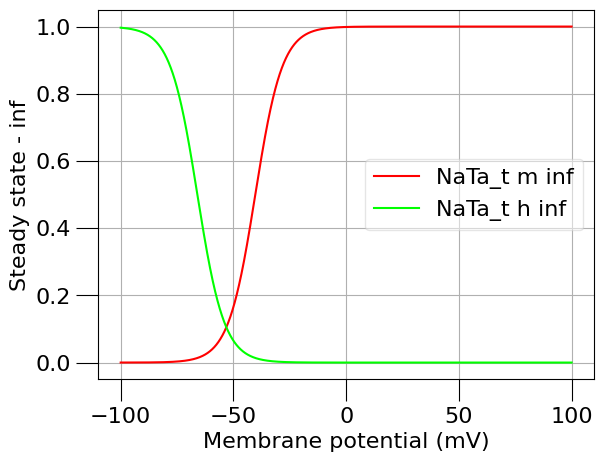 1.0
0.8
0.6
0.4
0.2
0.0
Steady state - inf
NaTa_t m inf
NaTa_t h inf
−100
−50
0
50
100
Membrane potential (mV)